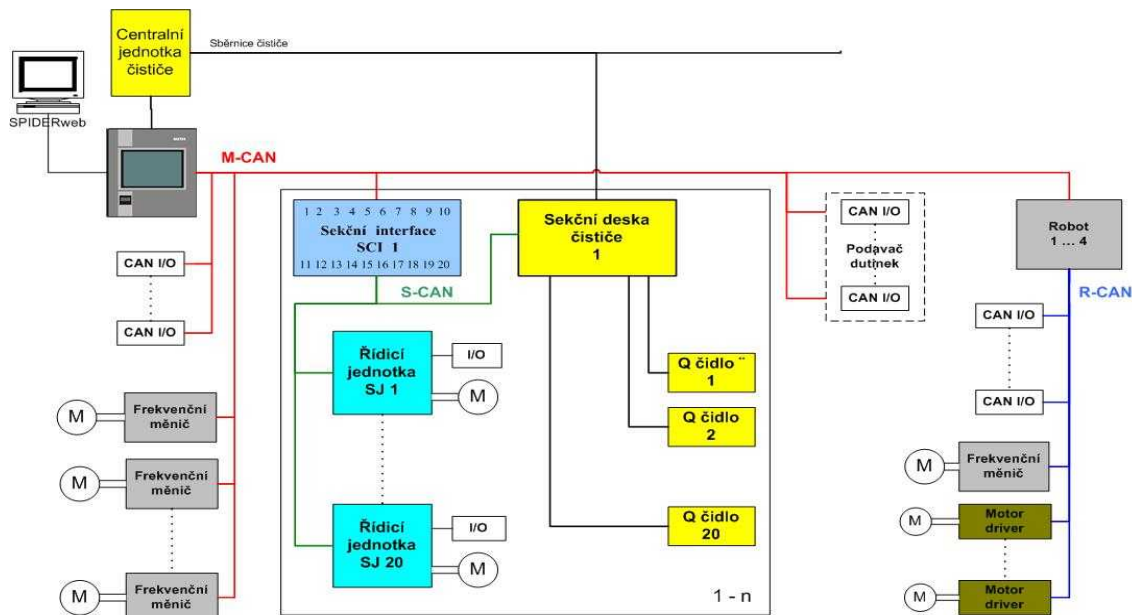 Centralní
jednotka
čističe
Sběrnice čističe
SPIDERweb
M-CAN
1 2 3 4 5 6 7 8 9 10
Sekční interface
SCI 1
11 12 13 14 15 16 17 18 19 20
Sekční deska
čističe
1
CAN I/O
Podavač
dutinek
CAN I/O
Robot
1 ... 4
CAN I/O
CAN I/O
S-CAN
R-CAN
Řídicí
jednotka
SJ 1
I/O
M
Q čidlo ¨
1
Q čidlo
2
CAN I/O
CAN I/O
M
Frekvenční
měnič
M
Frekvenční
měnič
M
Frekvenční
měnič
Řídicí
jednotka
SJ 20
I/O
M
Q čidlo
20
1 - n
M
Frekvenční
měnič
M
Motor
driver
M
Motor
driver